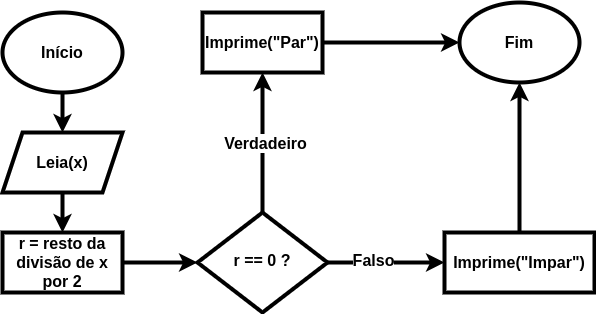 Início
Leia(x)
r = resto da
divisão de x
por 2
r == 0 ?
Verdadeiro
Imprime("Par")
Falso
Imprime("Impar")
Fim